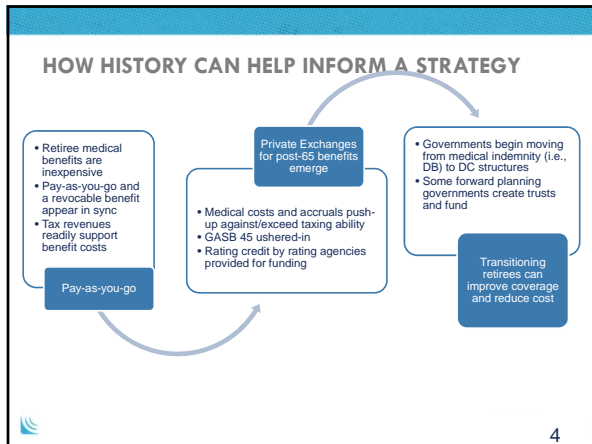 HOW HISTORY CAN HELP INFORM A STRATEGY
• Retiree medical
benefits are
inexpensive
• Pay-as-you-go and
a revocable benefit
appear in sync
• Tax revenues
readily support
benefit costs
Pay-as-you-go
Private Exchanges
for post-65 benefits
emerge
• Medical costs and accruals push-
up against/exceed taxing ability
• GASB 45 ushered-in
• Rating credit by rating agencies
provided for funding
• Governments begin moving
from medical indemnity (i.e.,
DB) to DC structures
• Some forward planning
governments create trusts
and fund
Transitioning
retirees can
improve coverage
and reduce cost
4